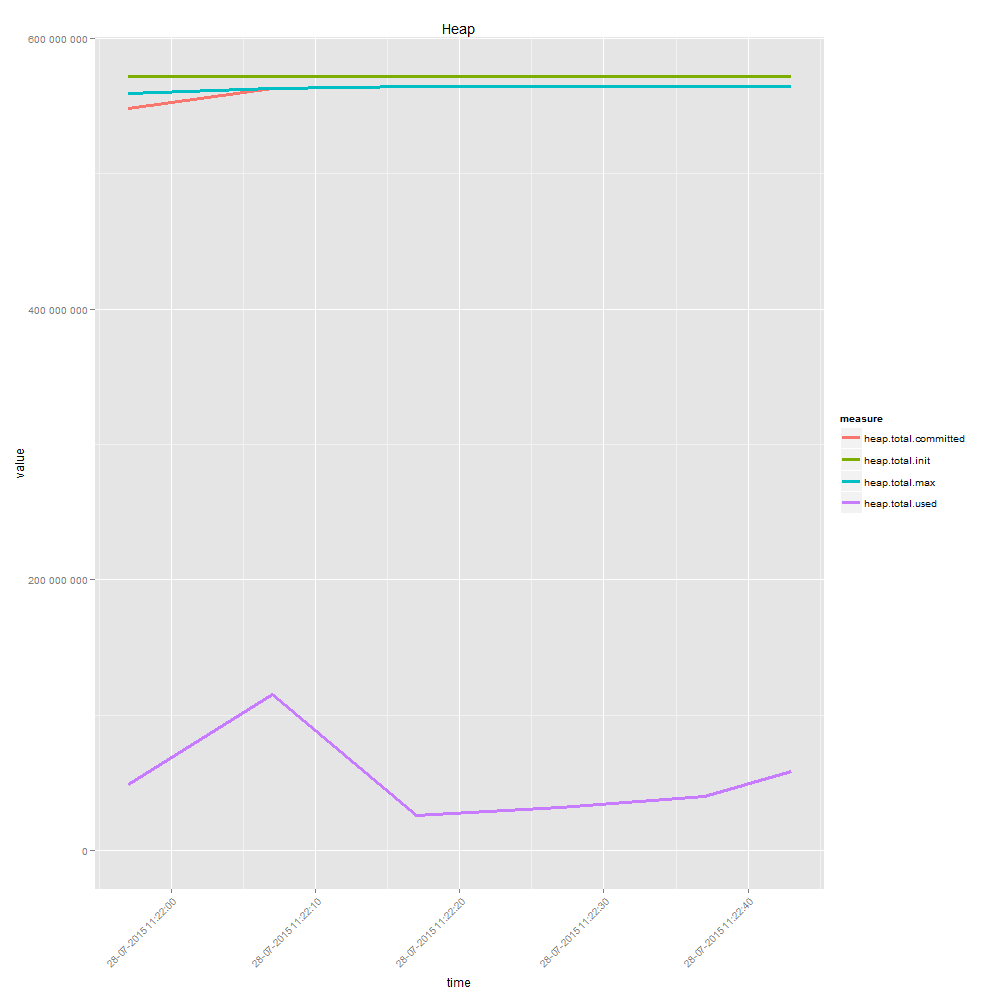 Heap
600 000 000
400 000 000
200 000 000
0
value
28-07-2015 11:22:00
28-07-2015 11:22:10
28-07-2015 11:22:20
28-07-2015 11:22:30
28-07-2015 11:22:40
time
measure
heap.total.committed
heap.total.init
heap.total.max
heap.total.used